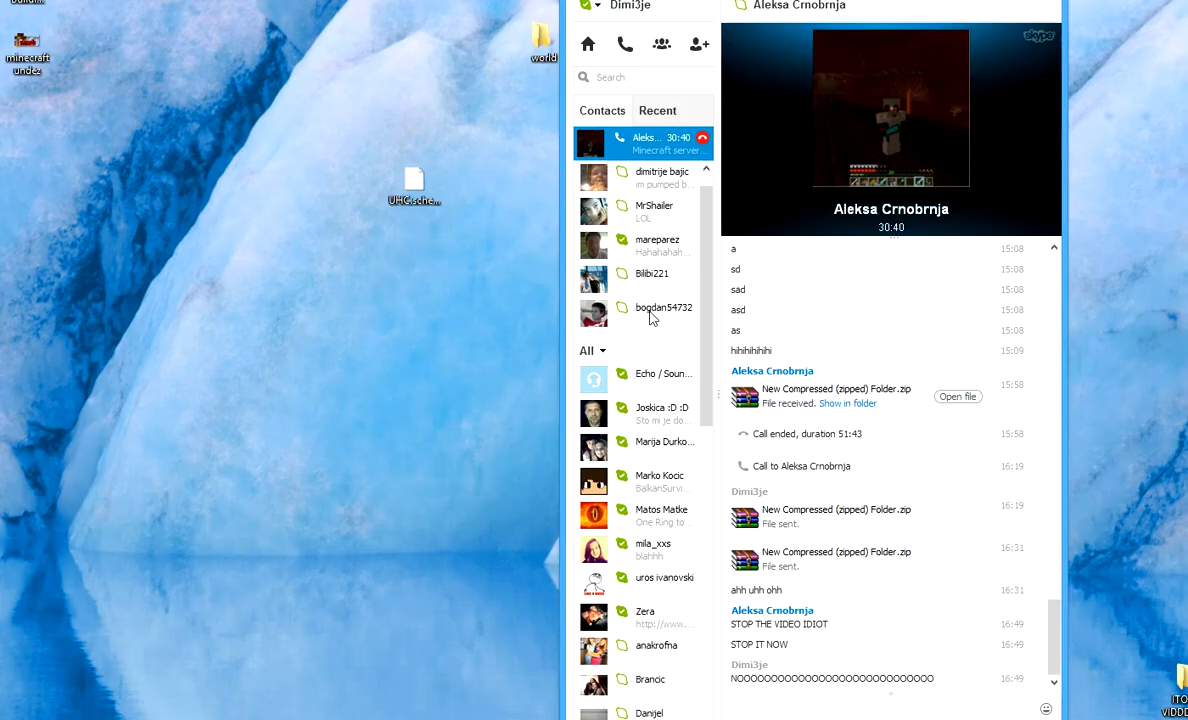 minecraft
undez
world
UHC sche...
Dimi3je
Search
Contacts
Recent
Aleks... 30:40
Minecraft server...
dimitrije bajic
im pumped b...
MrShailer
LOL
mareparez
Hahahahah...
Bilibi221
bogdan54732
All
Echo / Soun...
Joskica :D :D
Sto mi je do...
Marija Durko...
Marko Kocic
BalkanSurvi...
Matos Matke
One Ring to...
mila_xxs
blahhh
uros ivanovski
Zera
http://www...
anakrofna
Brancic
Danijel
Aleksa Crnobrnja
skype
Aleksa Crnobrnja
30:40
a 15:08
sd 15:08
sad 15:08
asd 15:08
as 15:08
hihihihihihi 15:09
Aleksa Crnobrnja
New Compressed (zipped) Folder.zip 15:58
File received. Show in folder
Open file
Call ended, duration 51:43 15:58
Call to Aleksa Crnobrnja 16:19
Dimi3je
New Compressed (zipped) Folder.zip 16:19
File sent.
New Compressed (zipped) Folder.zip 16:31
File sent.
ahh uhh ohh 16:31
Aleksa Crnobrnja
STOP THE VIDEO IDIOT 16:49
STOP IT NOW 16:49
Dimi3je
NOOOOOOOOOOOOOOOOOOOOOOOOOOOO 16:49